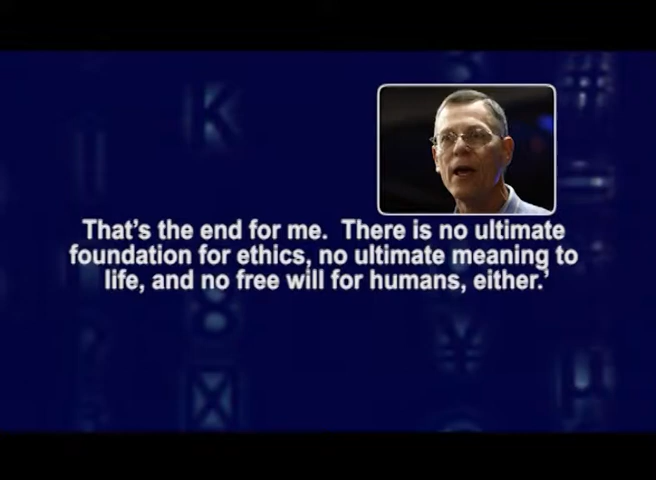 That's the end for me.  There is no ultimate
foundation for ethics, no ultimate meaning to
life, and no free will for humans, either.'